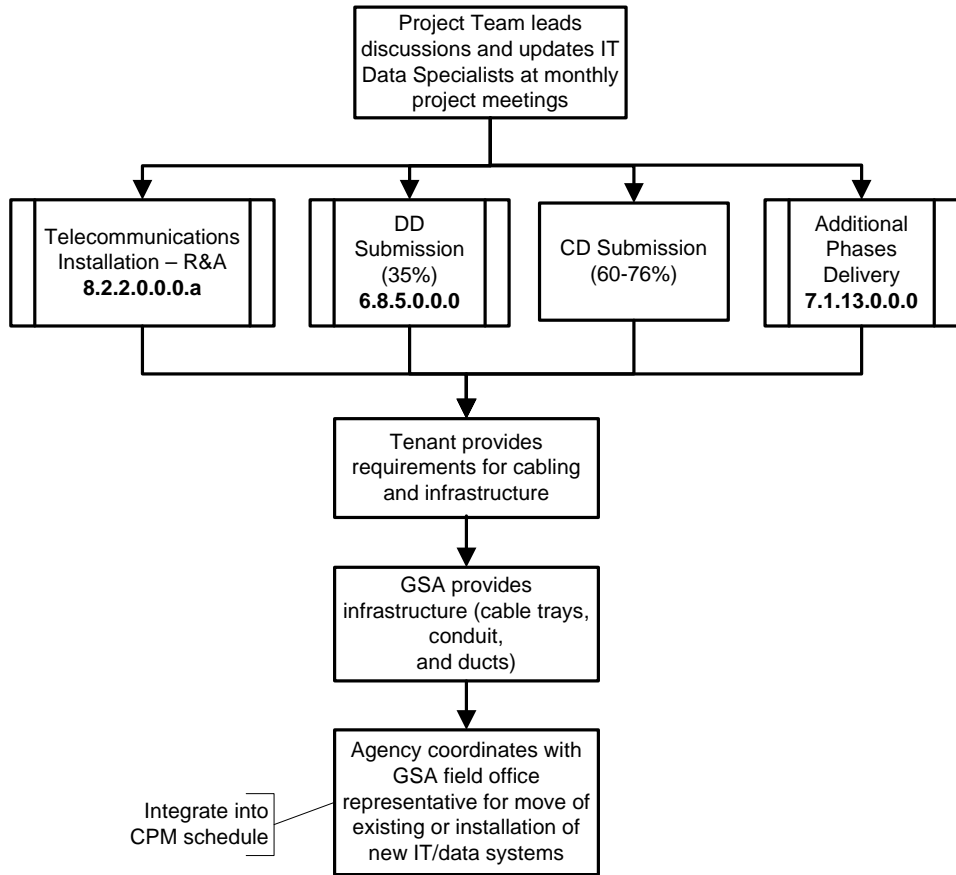 Project Team leads
discussions and updates IT
Data Specialists at monthly
project meetings
Telecommunications
Installation – R&A
8.2.2.0.0.0.a
DD
Submission
(35%)
6.8.5.0.0.0
CD Submission
(60-76%)
Additional
Phases
Delivery
7.1.13.0.0.0
Tenant provides
requirements for cabling
and infrastructure
GSA provides
infrastructure (cable trays,
conduit,
and ducts)
Agency coordinates with
GSA field office
representative for move of
existing or installation of
new IT/data systems
Integrate into
CPM schedule